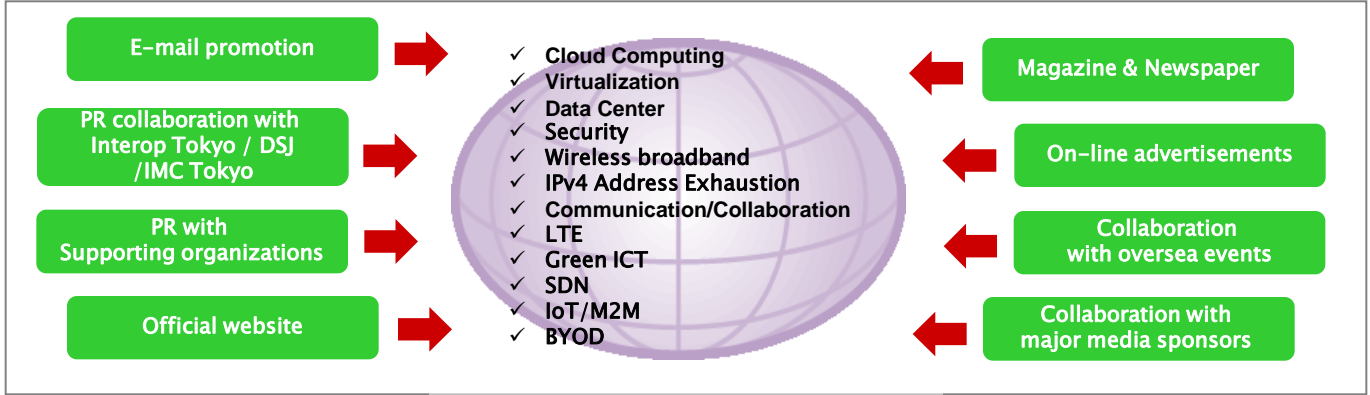 E-mail promotion
PR collaboration with
Interop Tokyo / DSJ
/IMC Tokyo
PR with
Supporting organizations
Official website
✓ Cloud Computing
✓ Virtualization
✓ Data Center
✓ Security
✓ Wireless broadband
✓ IPv4 Address Exhaustion
✓ Communication/Collaboration
✓ LTE
✓ Green ICT
✓ SDN
✓ IoT/M2M
✓ BYOD
Magazine & Newspaper
On-line advertisements
Collaboration
with oversea events
Collaboration with
major media sponsors